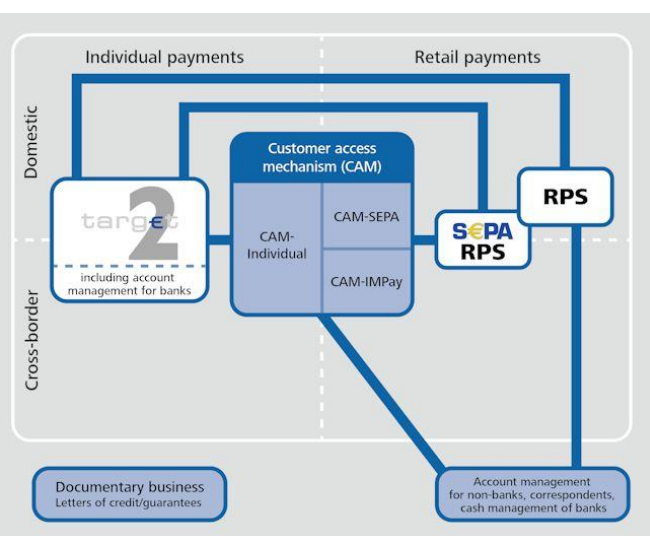 Individual payments
Retail payments
Domestic
Cross-border
Customer access
mechanism (CAM)
CAM-
Individual
CAM-SEPA
CAM-IMPay
target
2
including account
management for banks
S€PA
RPS
RPS
Documentary business
Letters of credit/guarantees
Account management
for non-banks, correspondents,
cash management of banks